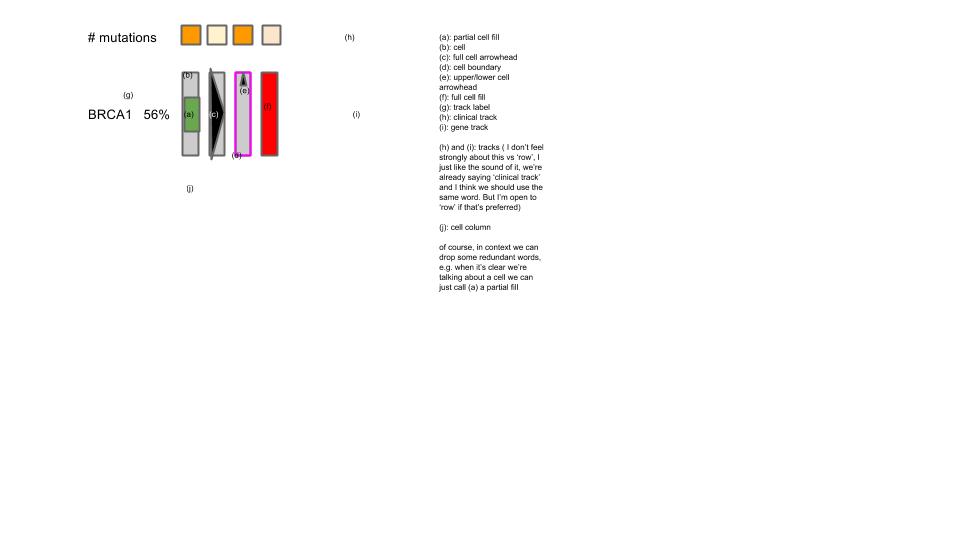 # mutations
(h)
(b)
(g)
(e)
BRCA1 56%
(a)
(c)
(f)
(i)
(d)
(j)
(a): partial cell fill
(b): cell
(c): full cell arrowhead
(d): cell boundary
(e): upper/lower cell
arrowhead
(f): full cell fill
(g): track label
(h): clinical track
(i): gene track
(h) and (i): tracks ( I don't feel
strongly about this vs 'row', I
just like the sound of it, we're
already saying 'clinical track'
and I think we should use the
same word. But I'm open to
'row' if that's preferred)
(j): cell column
of course, in context we can
drop some redundant words,
e.g. when it's clear we're
talking about a cell we can
just call (a) a partial fill